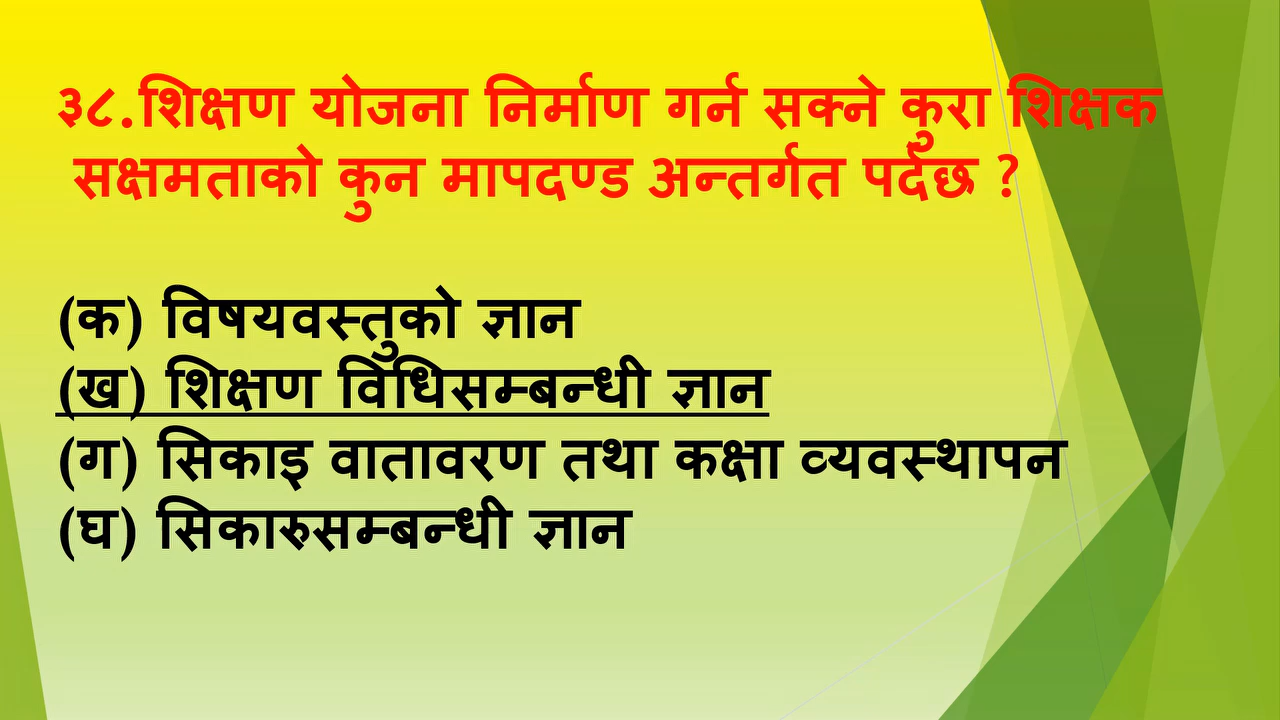 ३८.शिक्षण योजना निर्माण गर्न सक्ने कुरा शिक्षक
सक्षमताको कुन मापदण्ड अन्तर्गत पर्दछ ?
(क) विषयवस्तुको ज्ञान
(ख) शिक्षण विधिसम्बन्धी ज्ञान
(ग) सिकाइ वातावरण तथा कक्षा व्यवस्थापन
(घ) सिकारुसम्बन्धी ज्ञान